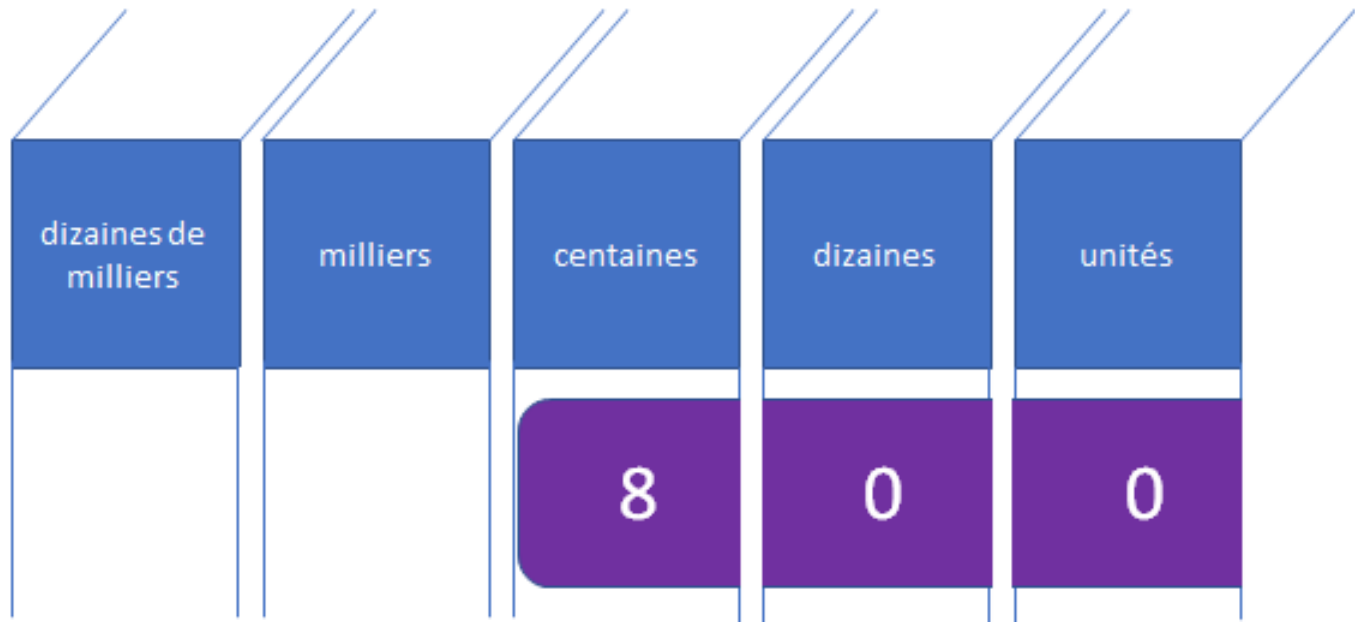 dizaines de
milliers
milliers
centaines
dizaines
unités
8 0 0